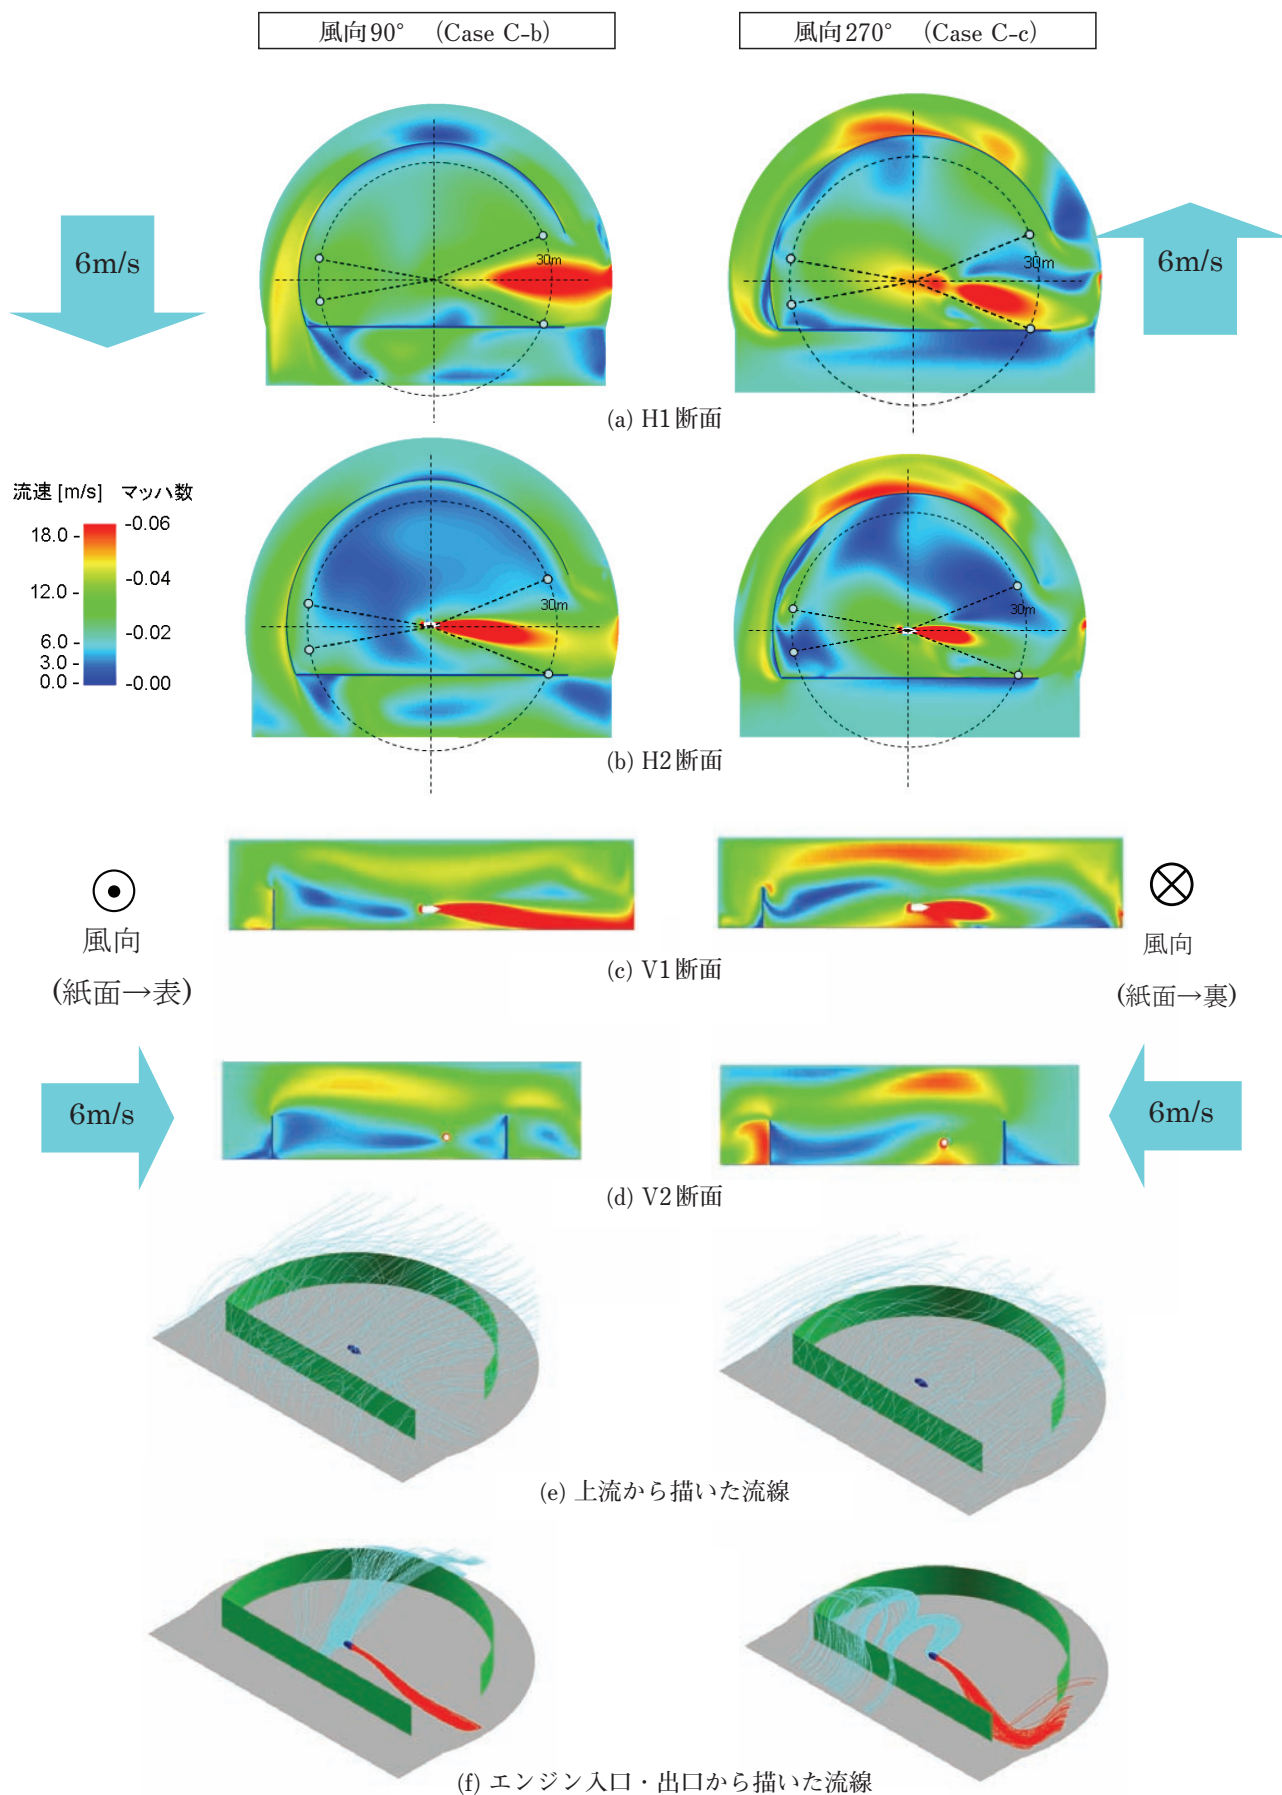 風向90° (Case C-b)
風向270° (Case C-c)
6m/s
30m
30m
6m/s
(a) H1断面
流速 [m/s] マッハ数
18.0 -
-0.06
12.0 -
-0.04
6.0 -
-0.02
3.0 -
0.0 -
-0.00
30m
30m
(b) H2断面
風向
(紙面→表)
風向
(紙面→裏)
(c) V1断面
6m/s
6m/s
(d) V2断面
(e) 上流から描いた流線
(f) エンジン入口・出口から描いた流線